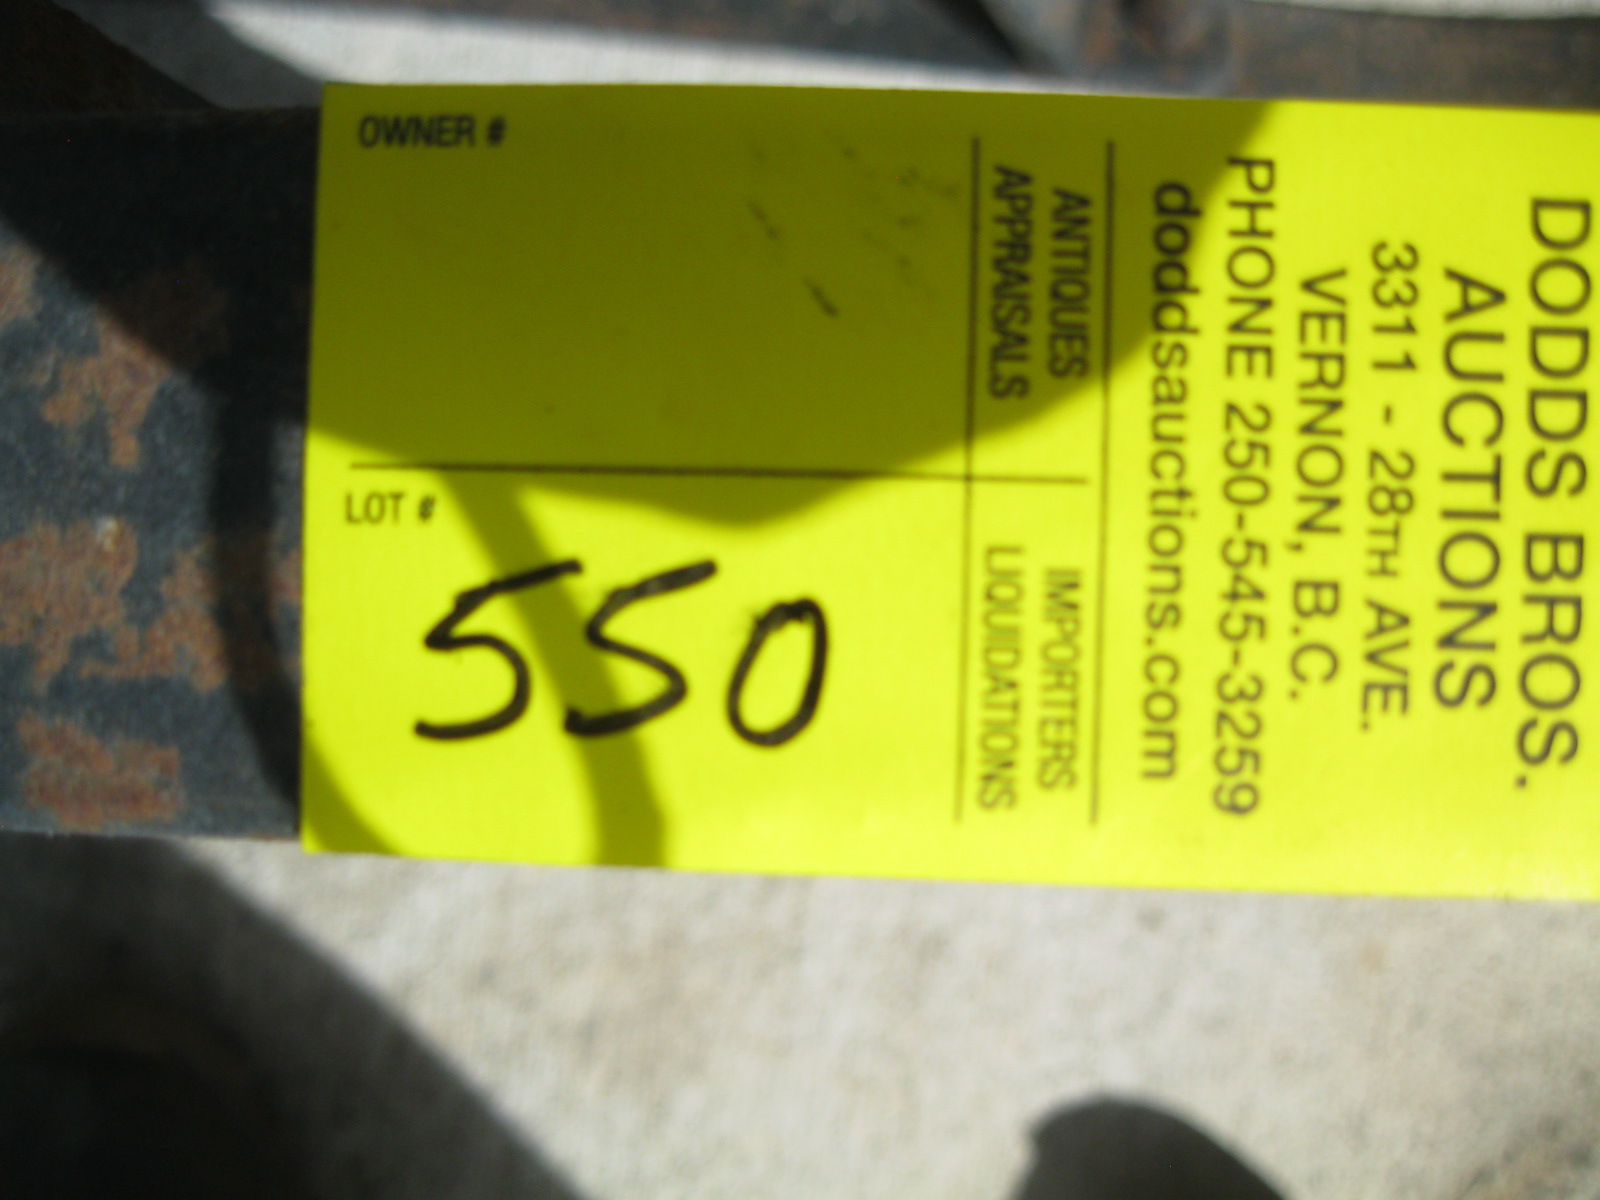 DODDS BROS.
AUCTIONS
3311 - 28TH AVE.
VERNON, B.C.
PHONE 250-545-3259
doddsauctions.com
ANTIQUES IMPORTERS
APPRAISALS LIQUIDATIONS
OWNER #
LOT #
550